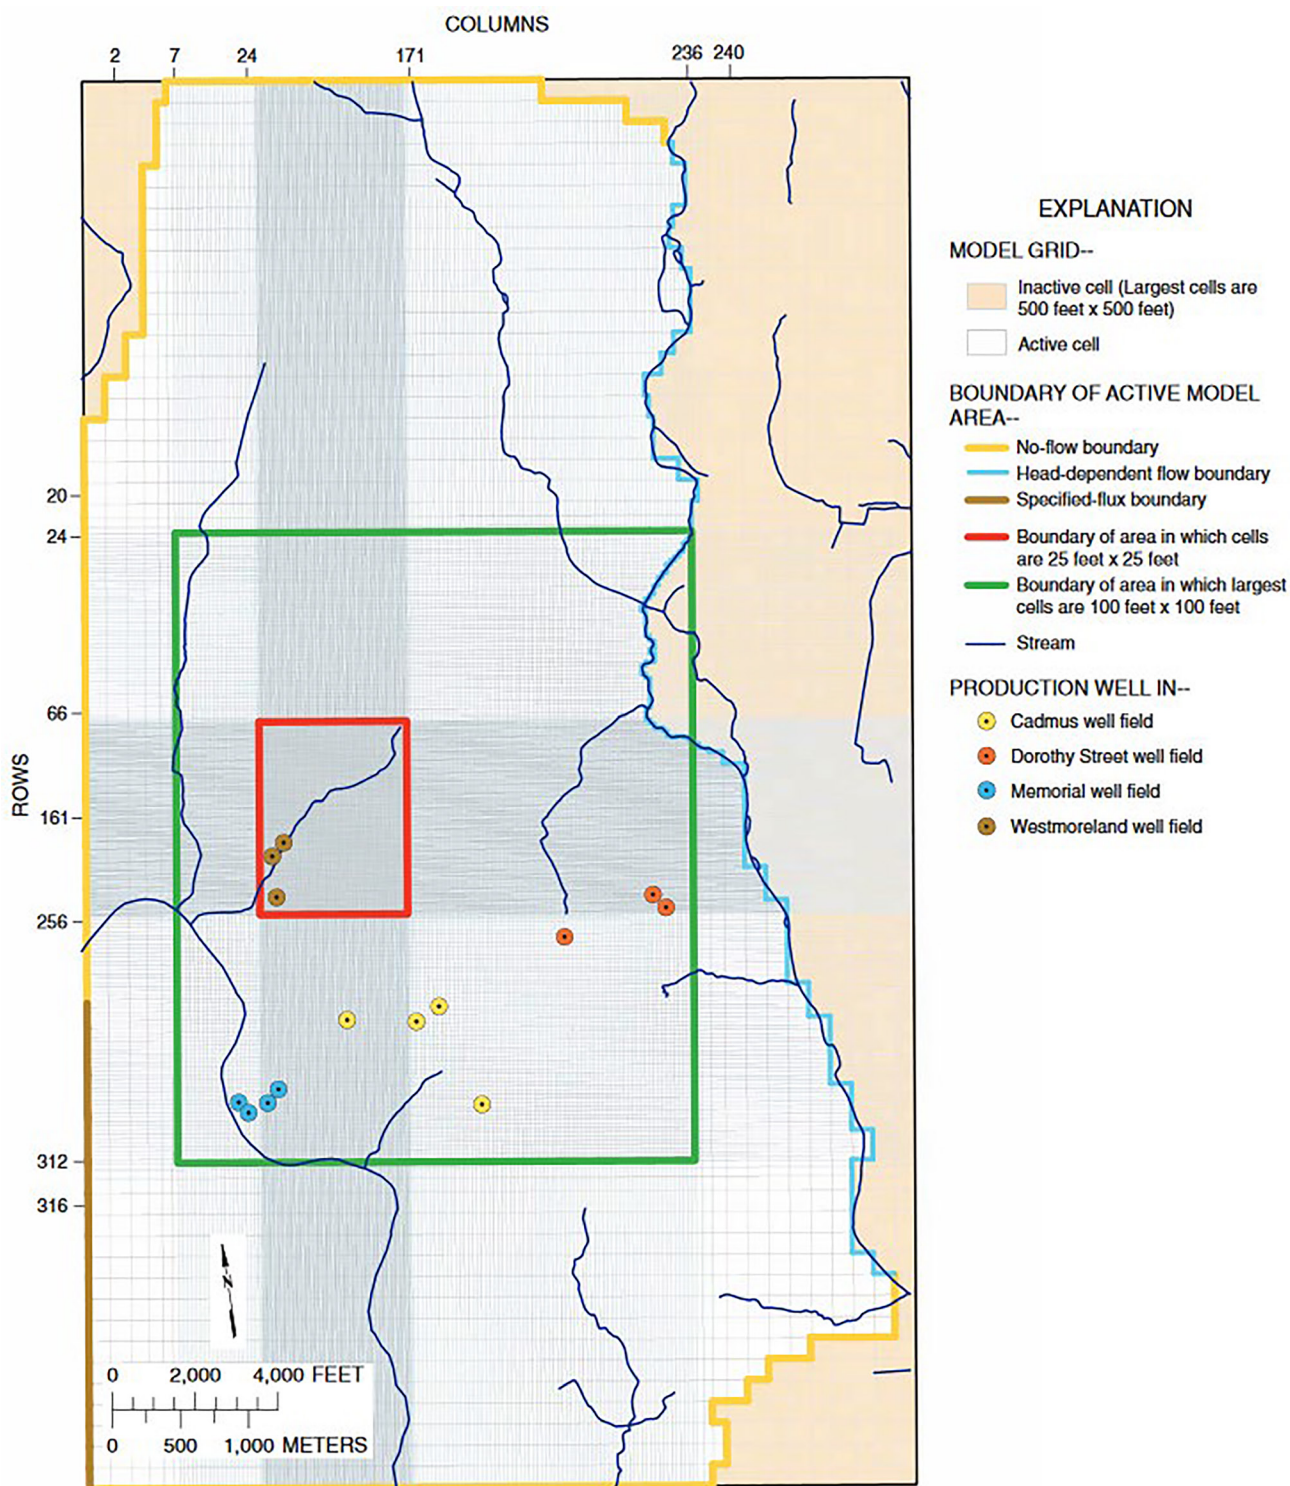 COLUMNS
2 7 24 171 236 240
20
24
66
ROWS
161
256
312
316
N
0 2,000 4,000 FEET
0 500 1,000 METERS
EXPLANATION
MODEL GRID--
Inactive cell (Largest cells are
500 feet x 500 feet)
Active cell
BOUNDARY OF ACTIVE MODEL
AREA--
No-flow boundary
Head-dependent flow boundary
Specified-flux boundary
Boundary of area in which cells
are 25 feet x 25 feet
Boundary of area in which largest
cells are 100 feet x 100 feet
Stream
PRODUCTION WELL IN--
Cadmus well field
Dorothy Street well field
Memorial well field
Westmoreland well field